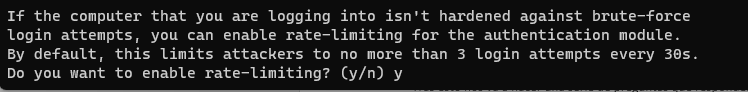 If the computer that you are logging into isn't hardened against brute-force
login attempts, you can enable rate-limiting for the authentication module.
By default, this limits attackers to no more than 3 login attempts every 30s.
Do you want to enable rate-limiting? (y/n) y